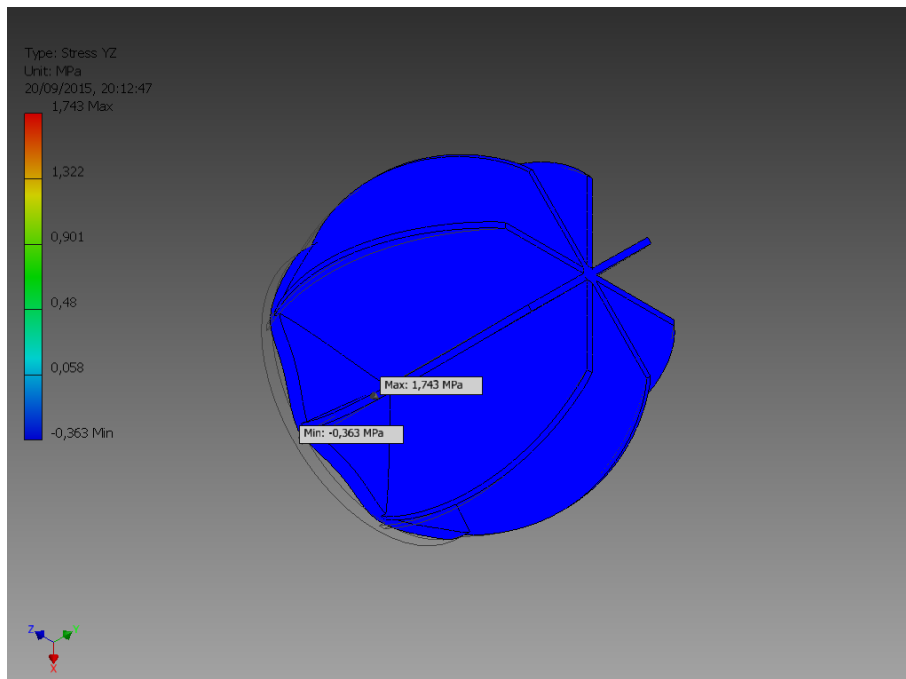 Type: Stress YZ
Unit: MPa
20/09/2015, 20:12:47
1,743 Max
1,322
0,901
0,48
0,058
-0,363 Min
Max: 1,743 MPa
Min: -0,363 MPa
Z
Y
X